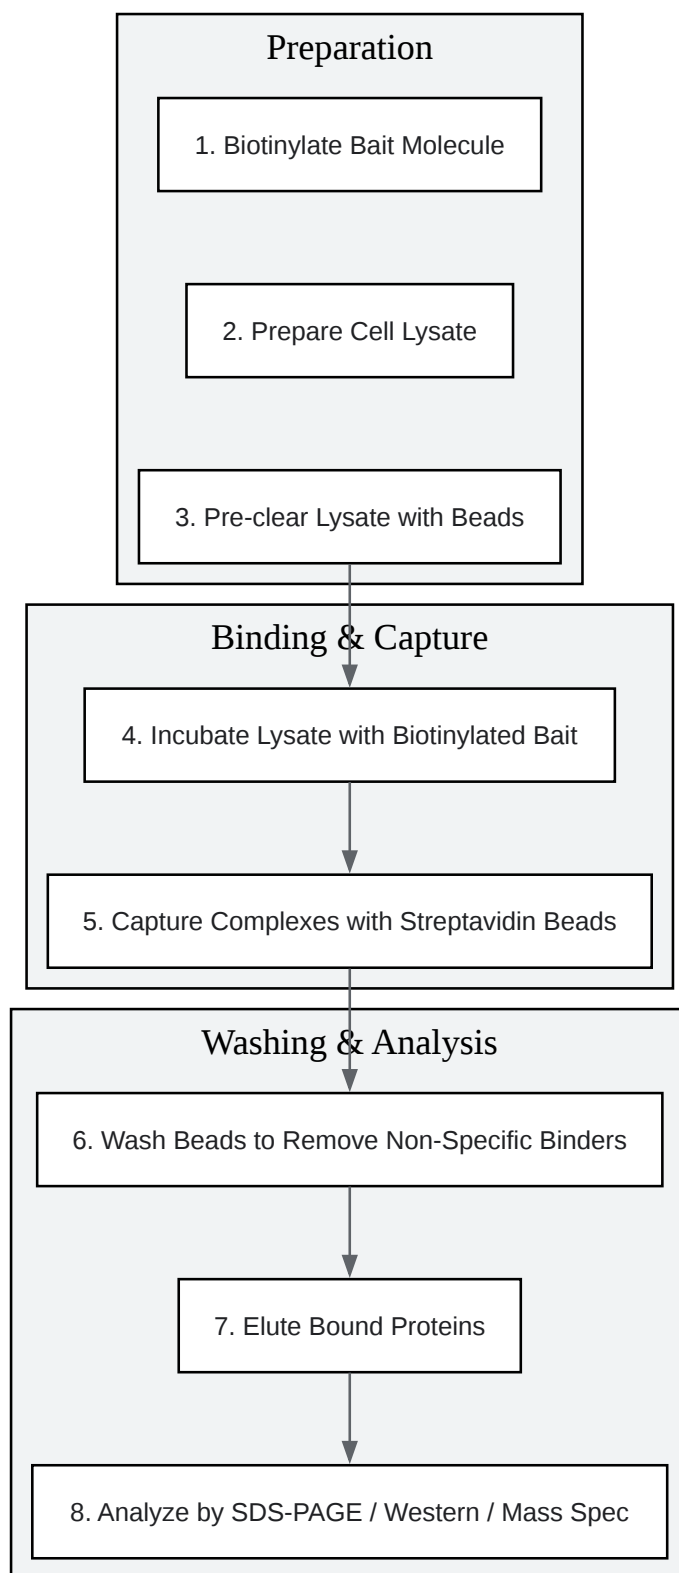 Preparation
1. Biotinylate Bait Molecule
2. Prepare Cell Lysate
3. Pre-clear Lysate with Beads
Binding & Capture
4. Incubate Lysate with Biotinylated Bait
5. Capture Complexes with Streptavidin Beads
Washing & Analysis
6. Wash Beads to Remove Non-Specific Binders
7. Elute Bound Proteins
8. Analyze by SDS-PAGE / Western / Mass Spec